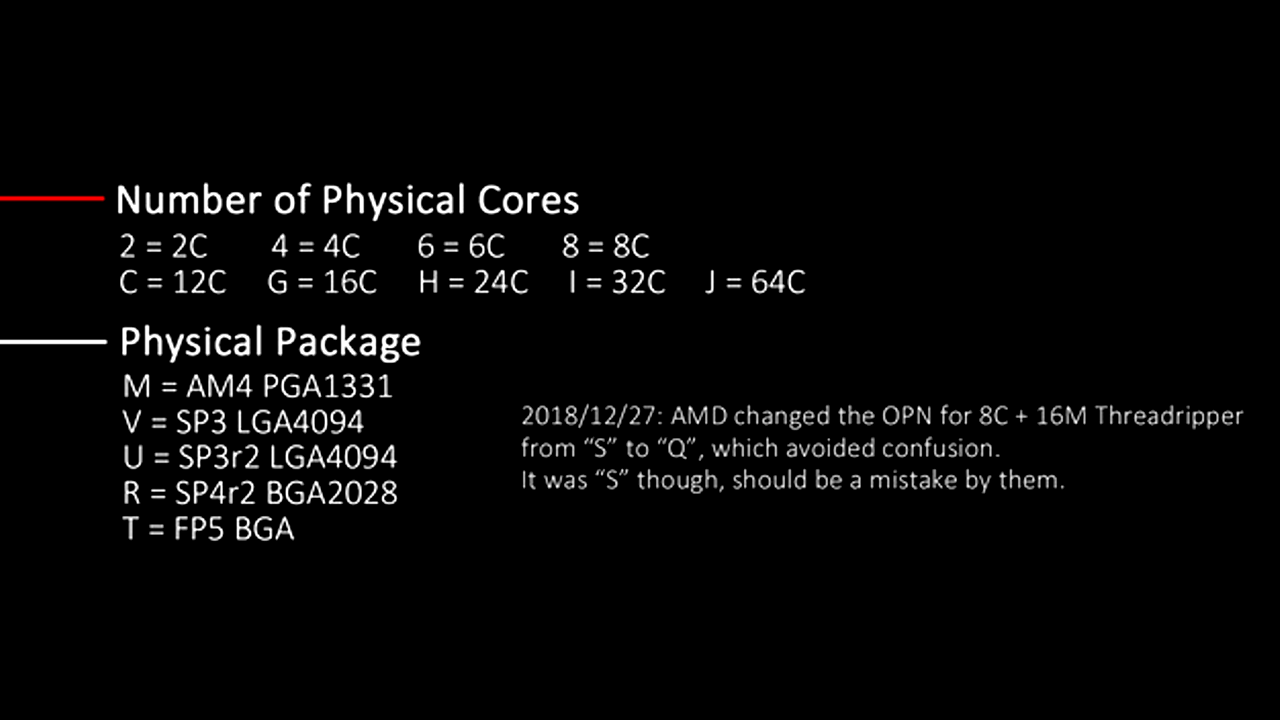 Number of Physical Cores
2 = 2C 4 = 4C 6 = 6C 8 = 8C
C = 12C G = 16C H = 24C I = 32C J = 64C
Physical Package
M = AM4 PGA1331
V = SP3 LGA4094
U = SP3r2 LGA4094
R = SP4r2 BGA2028
T = FP5 BGA
2018/12/27: AMD changed the OPN for 8C + 16M Threadripper
from “S” to “Q”, which avoided confusion.
It was “S” though, should be a mistake by them.